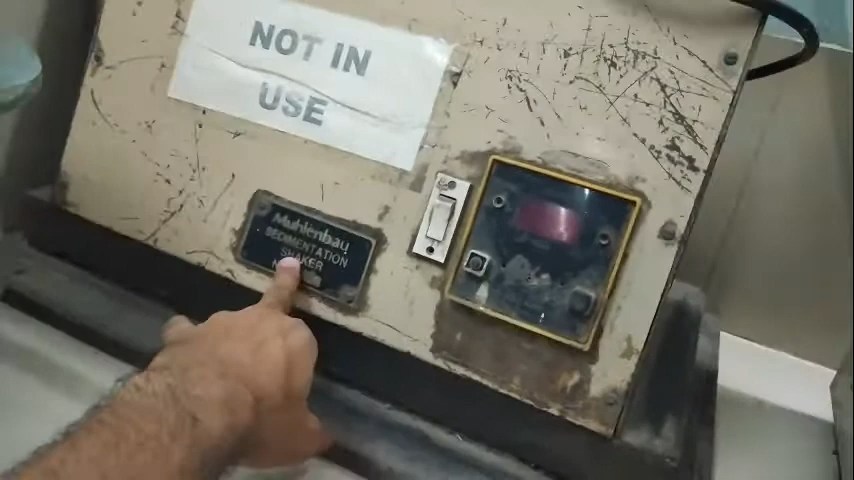 NOT IN
USE
Muhlenbau
SEDIMENTATION
SHAKER